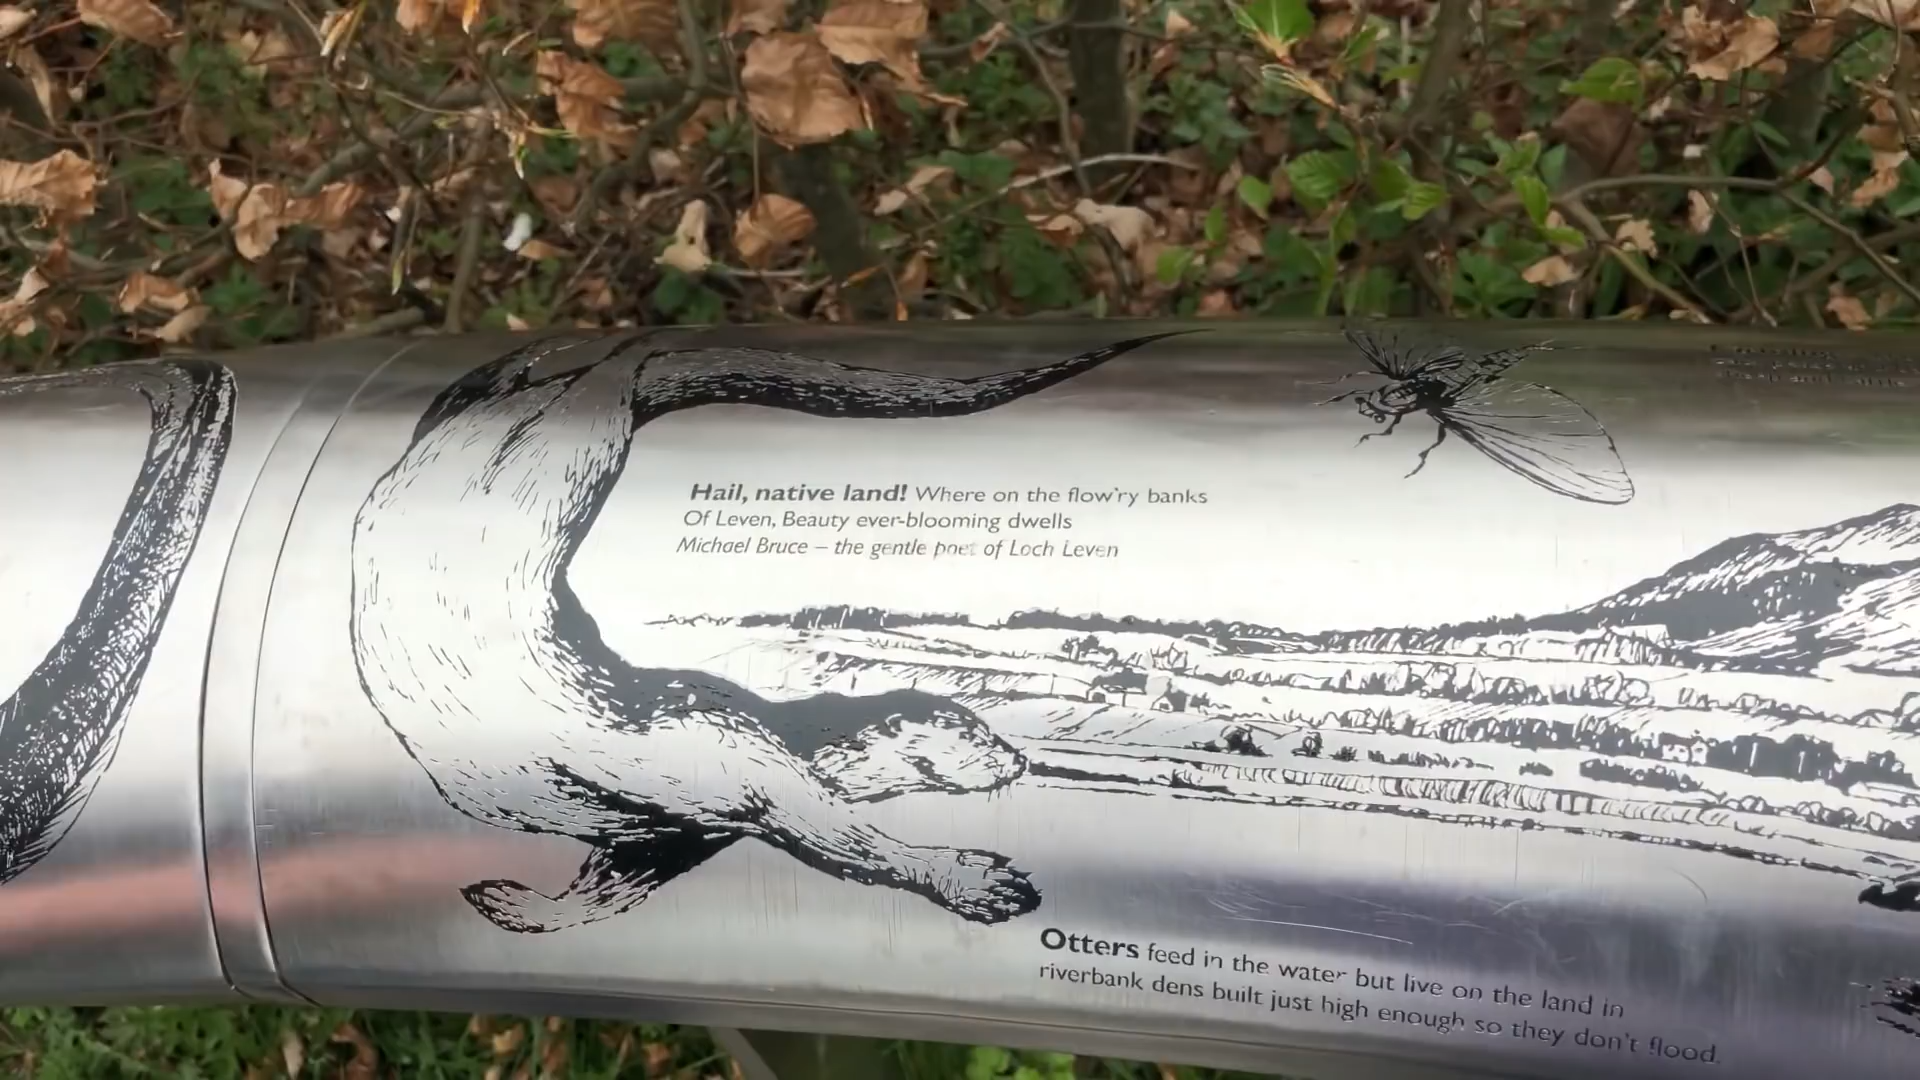 Hail, native land! Where on the flow'ry banks
Of Leven, Beauty ever-blooming dwells
Michael Bruce – the gentle poet of Loch Leven
Otters feed in the water but live on the land in
riverbank dens built just high enough so they don't flood.